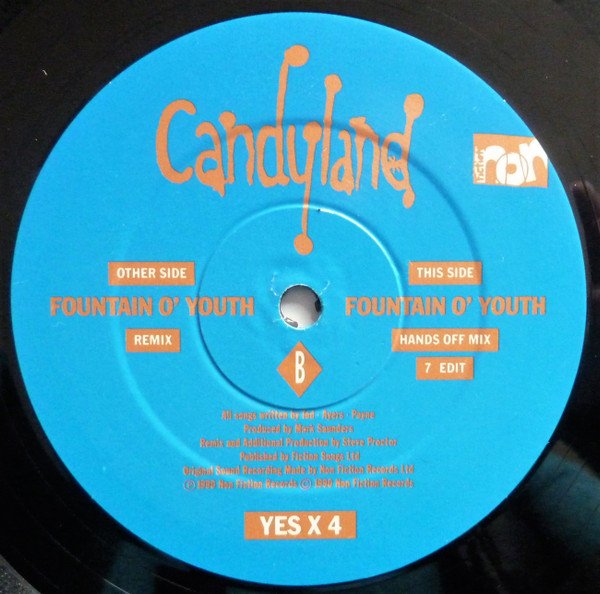 Candyland
non
fiction
OTHER SIDE
FOUNTAIN O' YOUTH
REMIX
THIS SIDE
FOUNTAIN O' YOUTH
HANDS OFF MIX
7 EDIT
B
All songs written by Ian · Ayers · Payne
Produced by Mark Saunders
Remix and Additional Production by Steve Proctor
Published by Fiction Songs Ltd
Original Sound Recording Made by Non Fiction Records Ltd
Ⓟ 1990 Non Fiction Records © 1990 Non Fiction Records
YES X 4